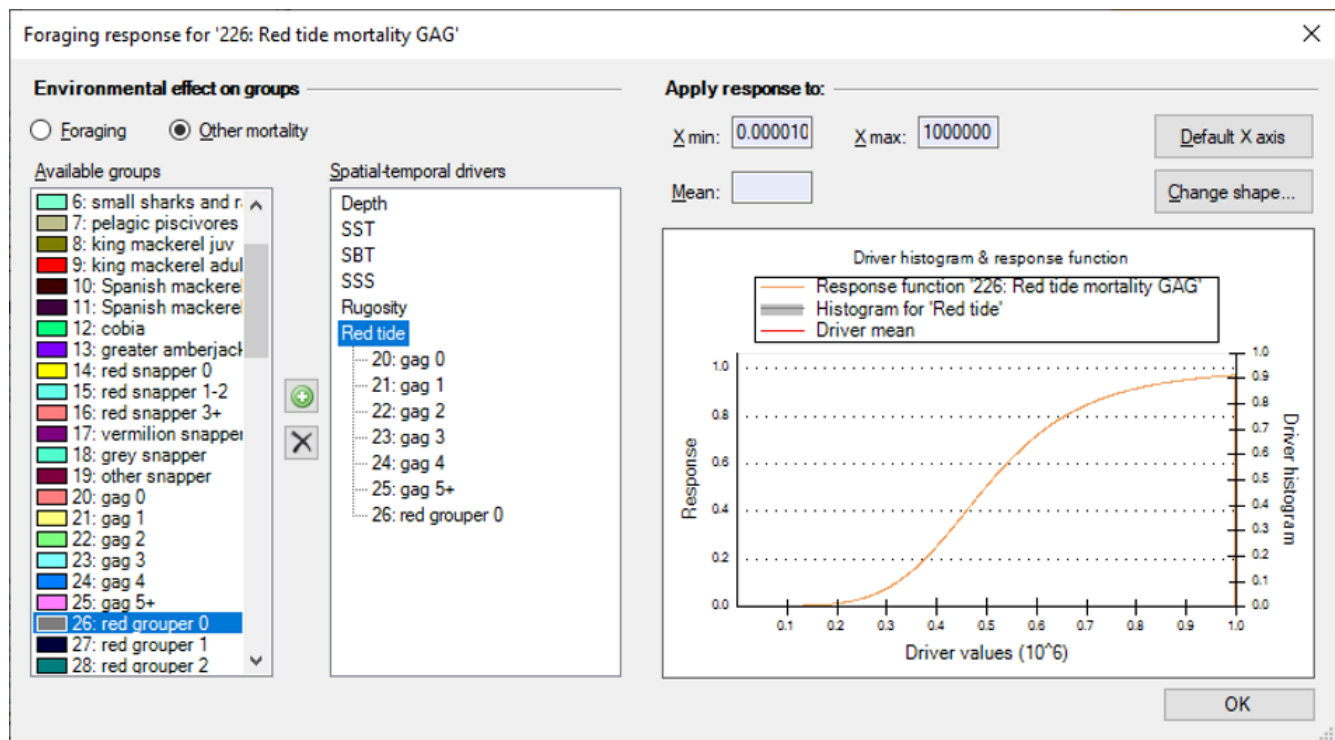 Foraging response for '226: Red tide mortality GAG'
Environmental effect on groups
Foraging
Other mortality
Available groups
6: small sharks and r
7: pelagic piscivores
8: king mackerel juv
9: king mackerel adul
10: Spanish mackerel
11: Spanish mackerel
12: cobia
13: greater amberjack
14: red snapper 0
15: red snapper 1-2
16: red snapper 3+
17: vermilion snapper
18: grey snapper
19: other snapper
20: gag 0
21: gag 1
22: gag 2
23: gag 3
24: gag 4
25: gag 5+
26: red grouper 0
27: red grouper 1
28: red grouper 2
Spatial-temporal drivers
Depth
SST
SBT
SSS
Rugosity
Red tide
20: gag 0
21: gag 1
22: gag 2
23: gag 3
24: gag 4
25: gag 5+
26: red grouper 0
Apply response to:
X min: 0.000010 X max: 1000000
Default X axis
Mean:
Change shape...
Driver histogram & response function
Response function '226: Red tide mortality GAG'
Histogram for 'Red tide'
Driver mean
Response
1.0
0.8
0.6
0.4
0.2
0.0
0.1 0.2 0.3 0.4 0.5 0.6 0.7 0.8 0.9 1.0
Driver values (10^6)
1.0
0.9
0.8
0.7
0.6
0.5
0.4
0.3
0.2
0.1
0.0
Driver histogram
OK